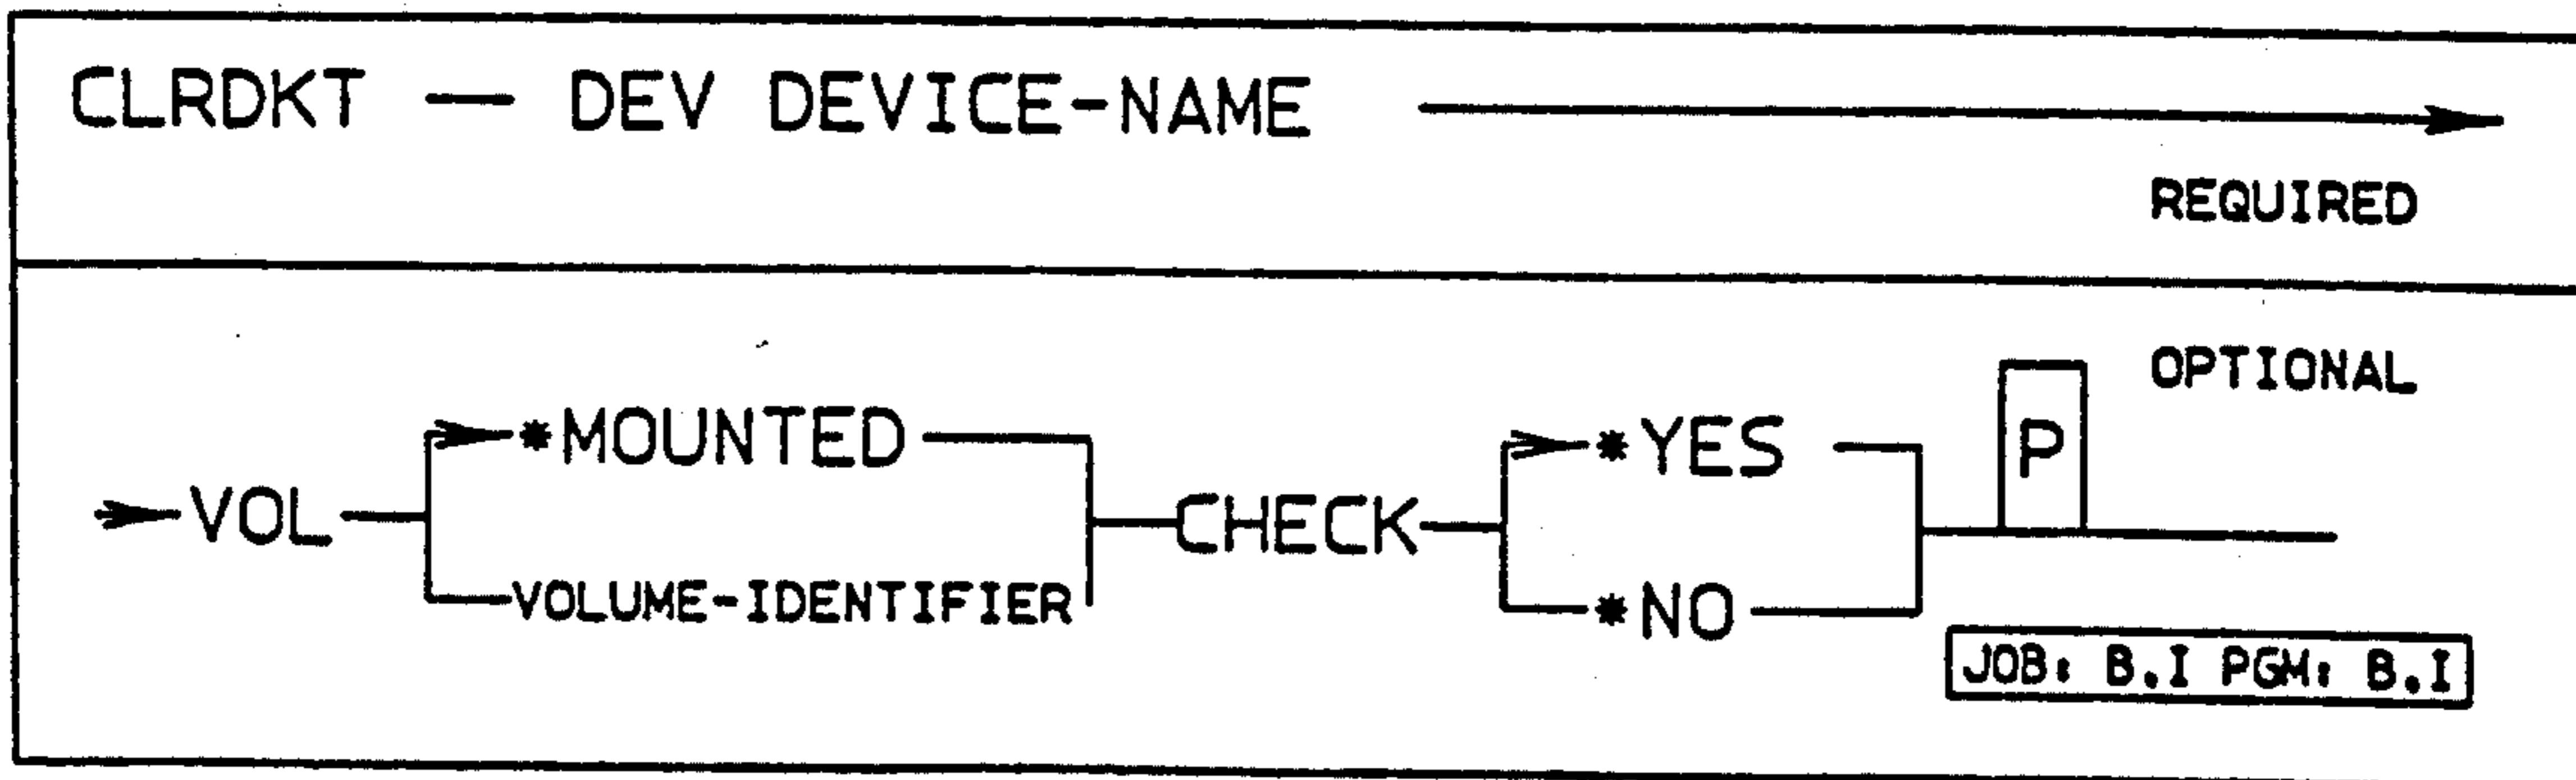 CLRDKT — DEV DEVICE-NAME
REQUIRED
OPTIONAL
*MOUNTED
*YES
P
VOL
CHECK
VOLUME-IDENTIFIER
*NO
JOB: B.I PGM: B.I